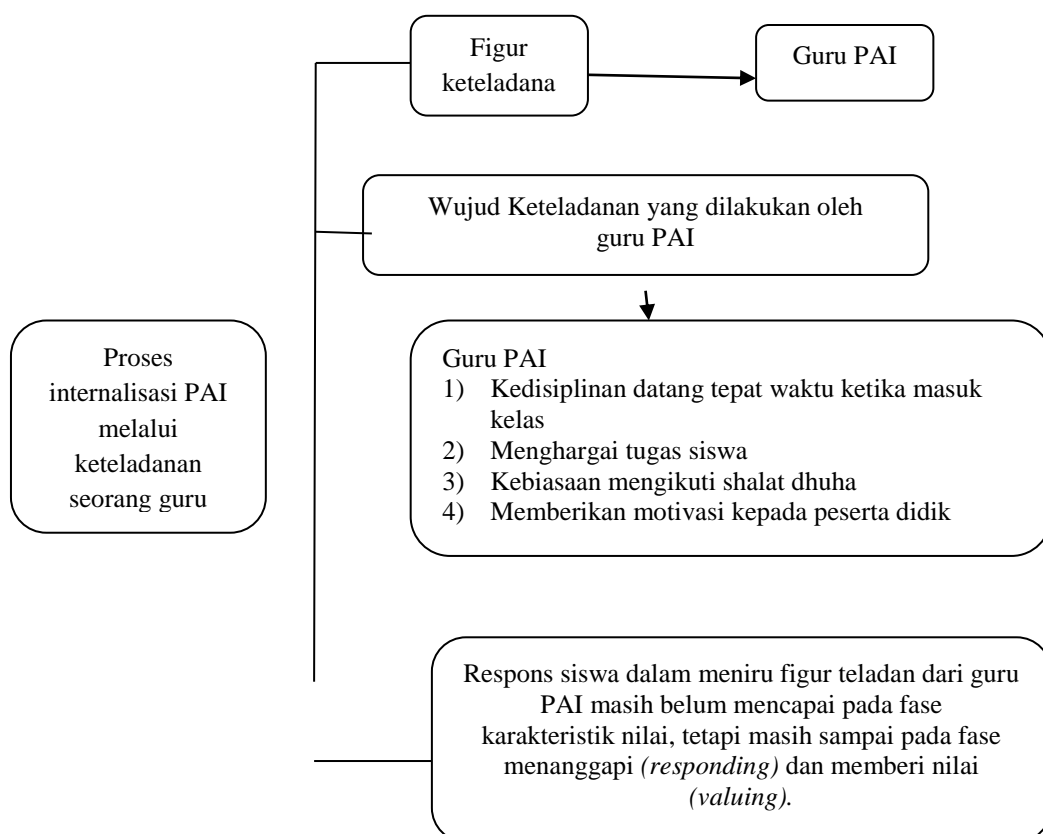 Figur
keteladana
Guru PAI
Wujud Keteladanan yang dilakukan oleh
guru PAI
Proses
internalisasi PAI
melalui
keteladanan
seorang guru
Guru PAI
1) Kedisiplinan datang tepat waktu ketika masuk
kelas
2) Menghargai tugas siswa
3) Kebiasaan mengikuti shalat dhuha
4) Memberikan motivasi kepada peserta didik
Respons siswa dalam meniru figur teladan dari guru
PAI masih belum mencapai pada fase
karakteristik nilai, tetapi masih sampai pada fase
menanggapi (responding) dan memberi nilai
(valuing).